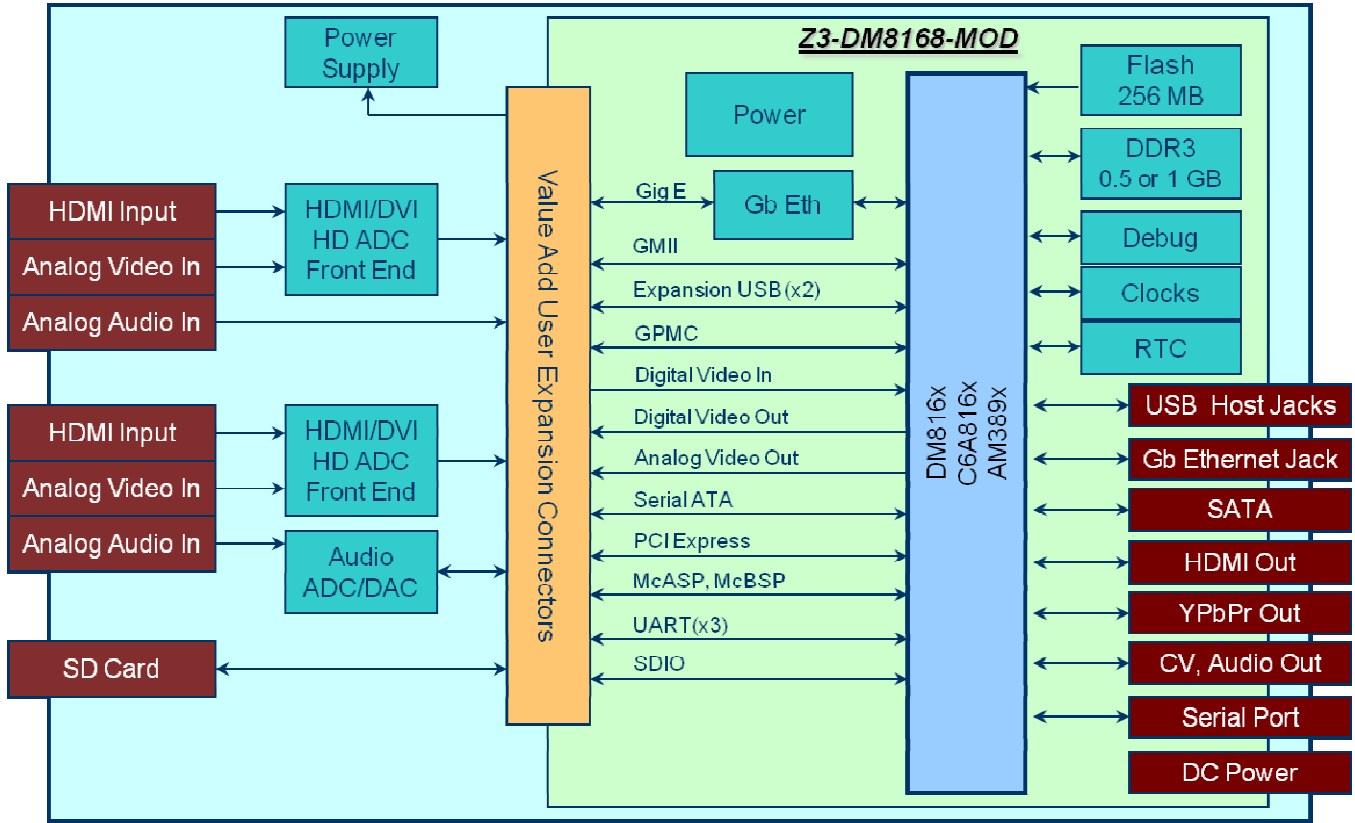 Power
Supply
Z3-DM8168-MOD
Flash
256 MB
Power
DDR3
0.5 or 1 GB
HDMI Input
Analog Video In
Analog Audio In
HDMI/DVI
HD ADC
Front End
Value Add User Expansion Connectors
Gig E
Gb Eth
GMII
Expansion USB (x2)
GPMC
Digital Video In
Digital Video Out
Analog Video Out
Serial ATA
PCI Express
McASP, McBSP
UART(x3)
SDIO
DM816x
C6A816x
AM389x
Debug
Clocks
RTC
HDMI Input
Analog Video In
Analog Audio In
HDMI/DVI
HD ADC
Front End
Audio
ADC/DAC
SD Card
USB Host Jacks
Gb Ethernet Jack
SATA
HDMI Out
YPbPr Out
CV, Audio Out
Serial Port
DC Power